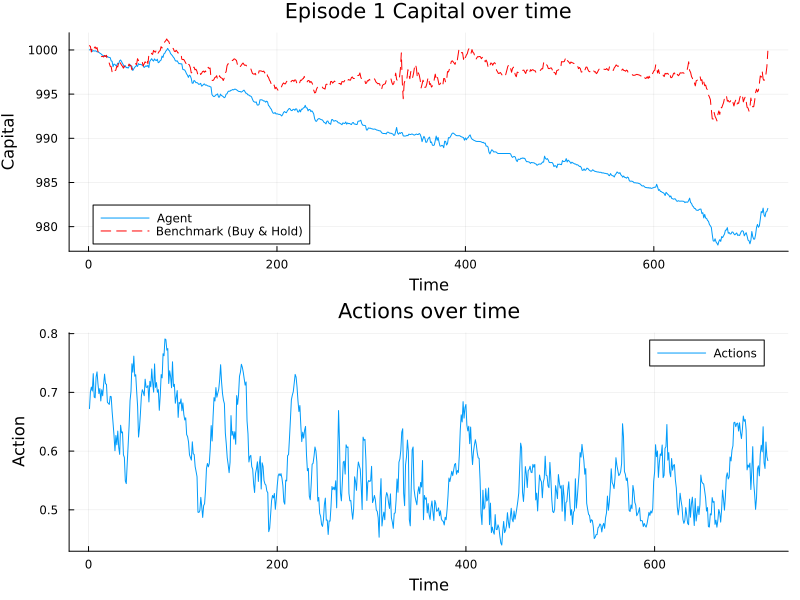 Episode 1 Capital over time
1000
995
990
985
980
Capital
Agent
Benchmark (Buy & Hold)
0 200 400 600
Time
Actions over time
0.8
0.7
0.6
0.5
Action
Actions
0 200 400 600
Time